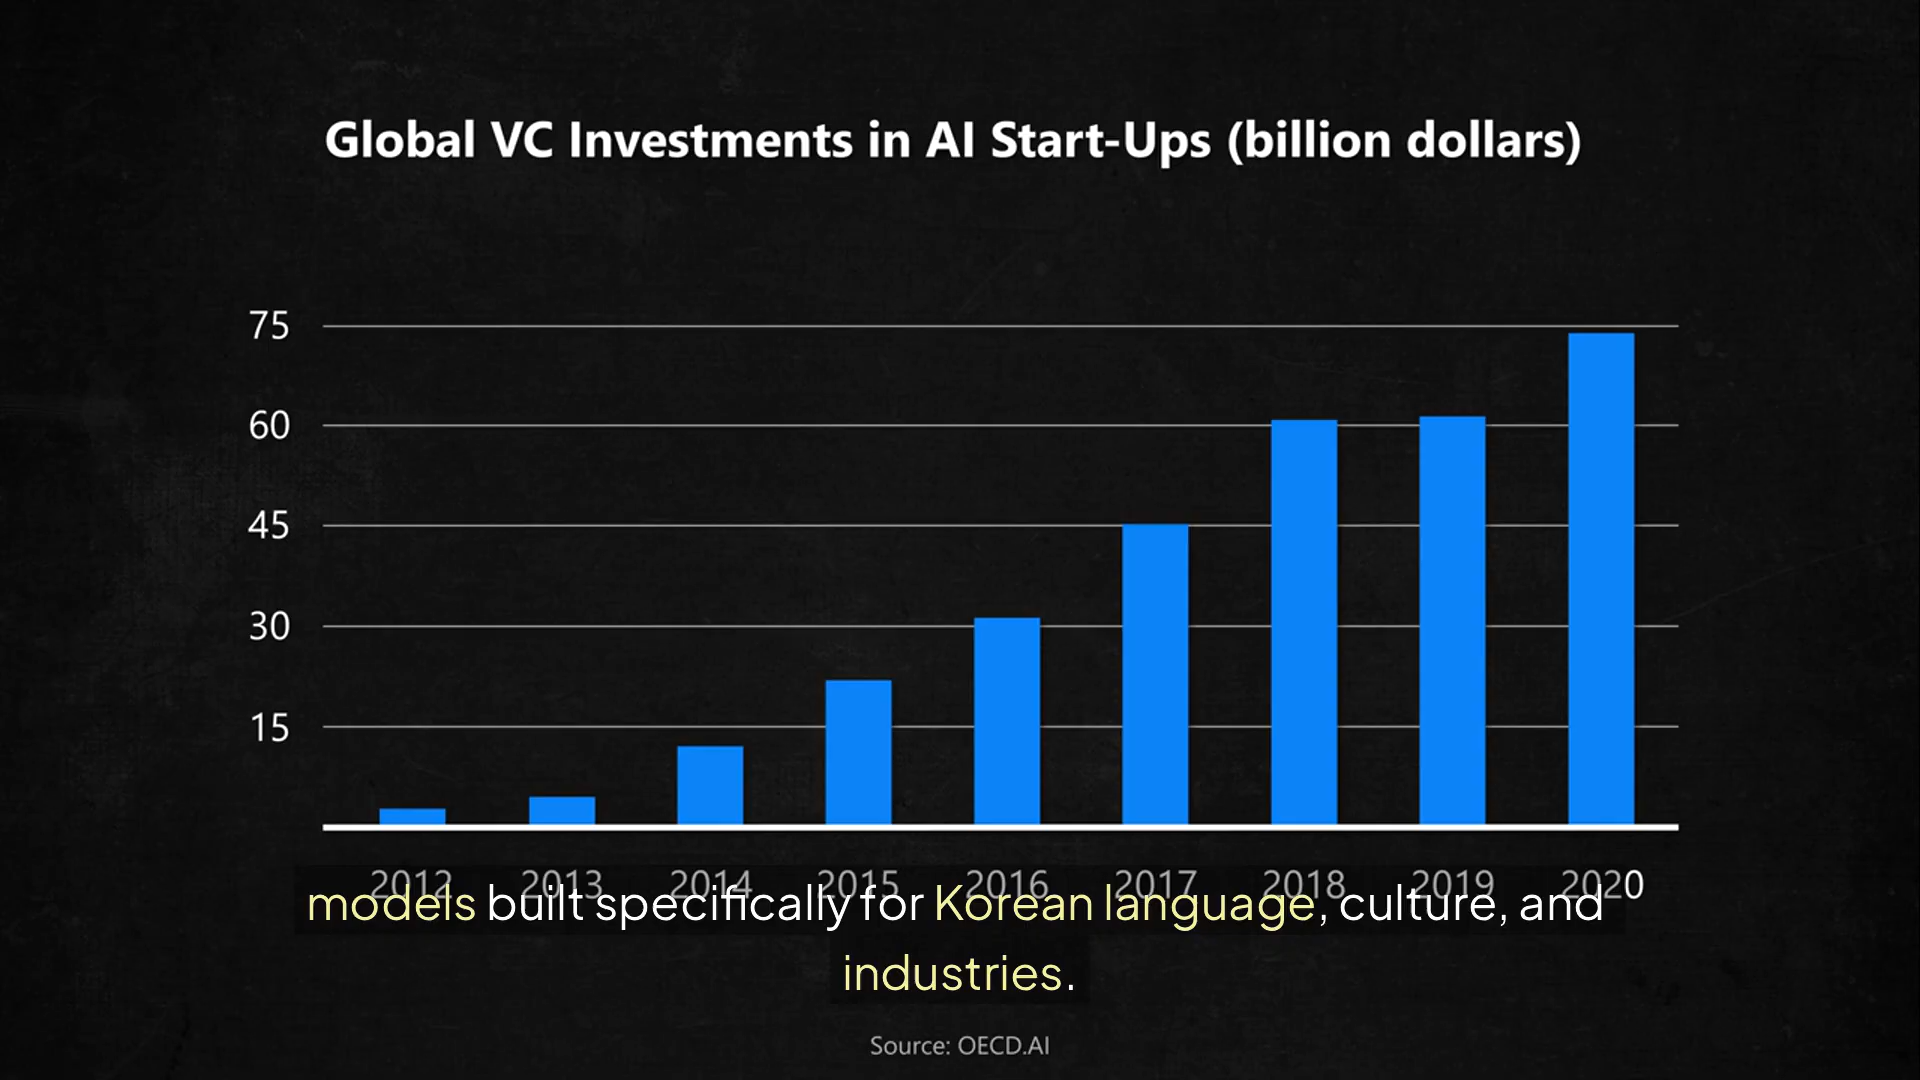 Global VC Investments in AI Start-Ups (billion dollars)
75
60
45
30
15
2012 2013 2014 2015 2016 2017 2018 2019 2020
models built specifically for Korean language, culture, and
industries.
Source: OECD.AI